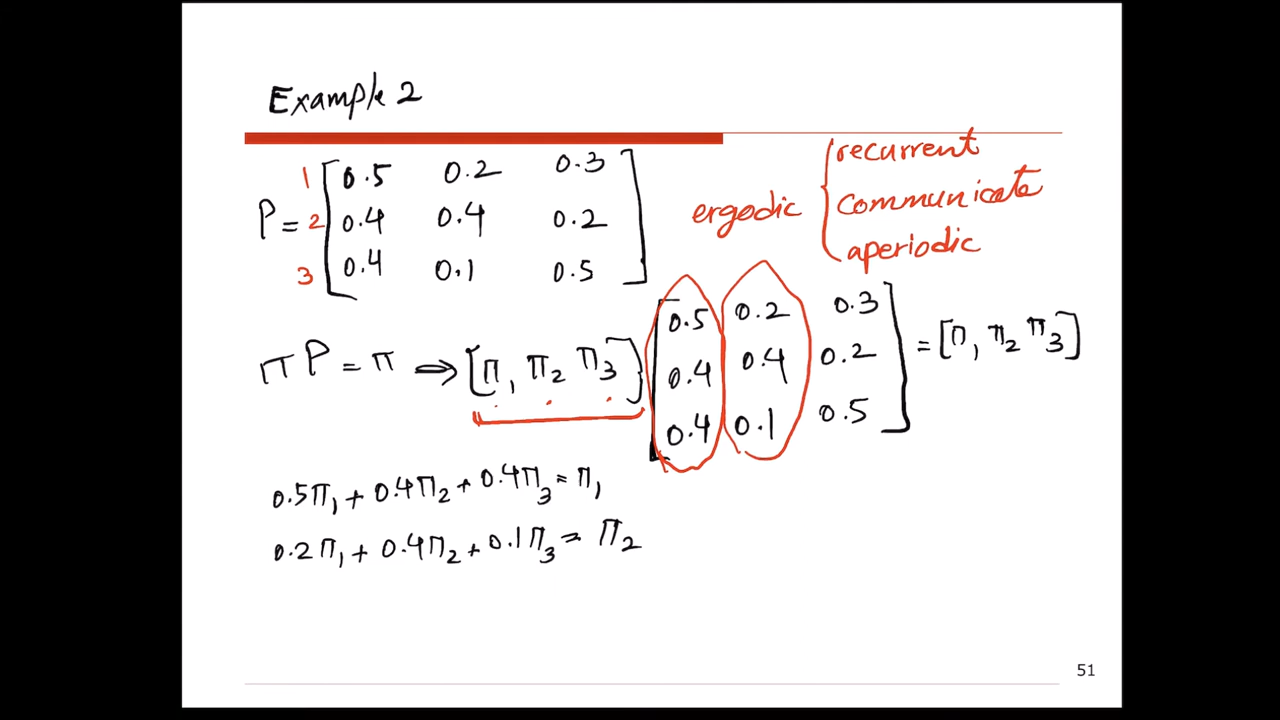 Example 2
1 0.5 0.2 0.3
P = 2 0.4 0.4 0.2
3 0.4 0.1 0.5
ergodic { recurrent
communicate
aperiodic
πP = π ⇒ [π₁ π₂ π₃] [0.5 0.2 0.3
0.4 0.4 0.2
0.4 0.1 0.5] = [π₁ π₂ π₃]
0.5π₁ + 0.4π₂ + 0.4π₃ = π₁
0.2π₁ + 0.4π₂ + 0.1π₃ = π₂
51